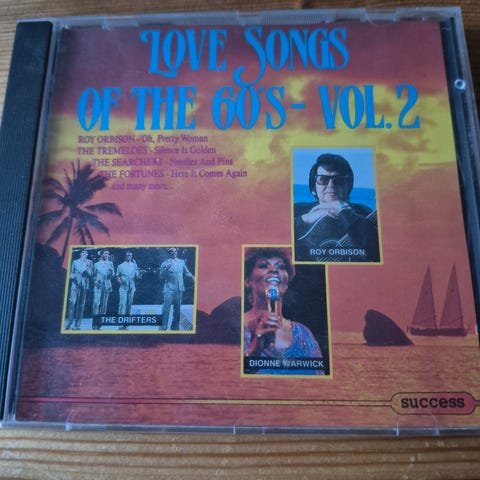 LOVE SONGS
OF THE 60'S - VOL. 2
ROY ORBISON - Oh, Pretty Woman
THE TREMELOES - Silence Is Golden
THE SEARCHERS - Needles And Pins
THE FORTUNES - Here It Comes Again
and many more...
ROY ORBISON
THE DRIFTERS
DIONNE WARWICK
success